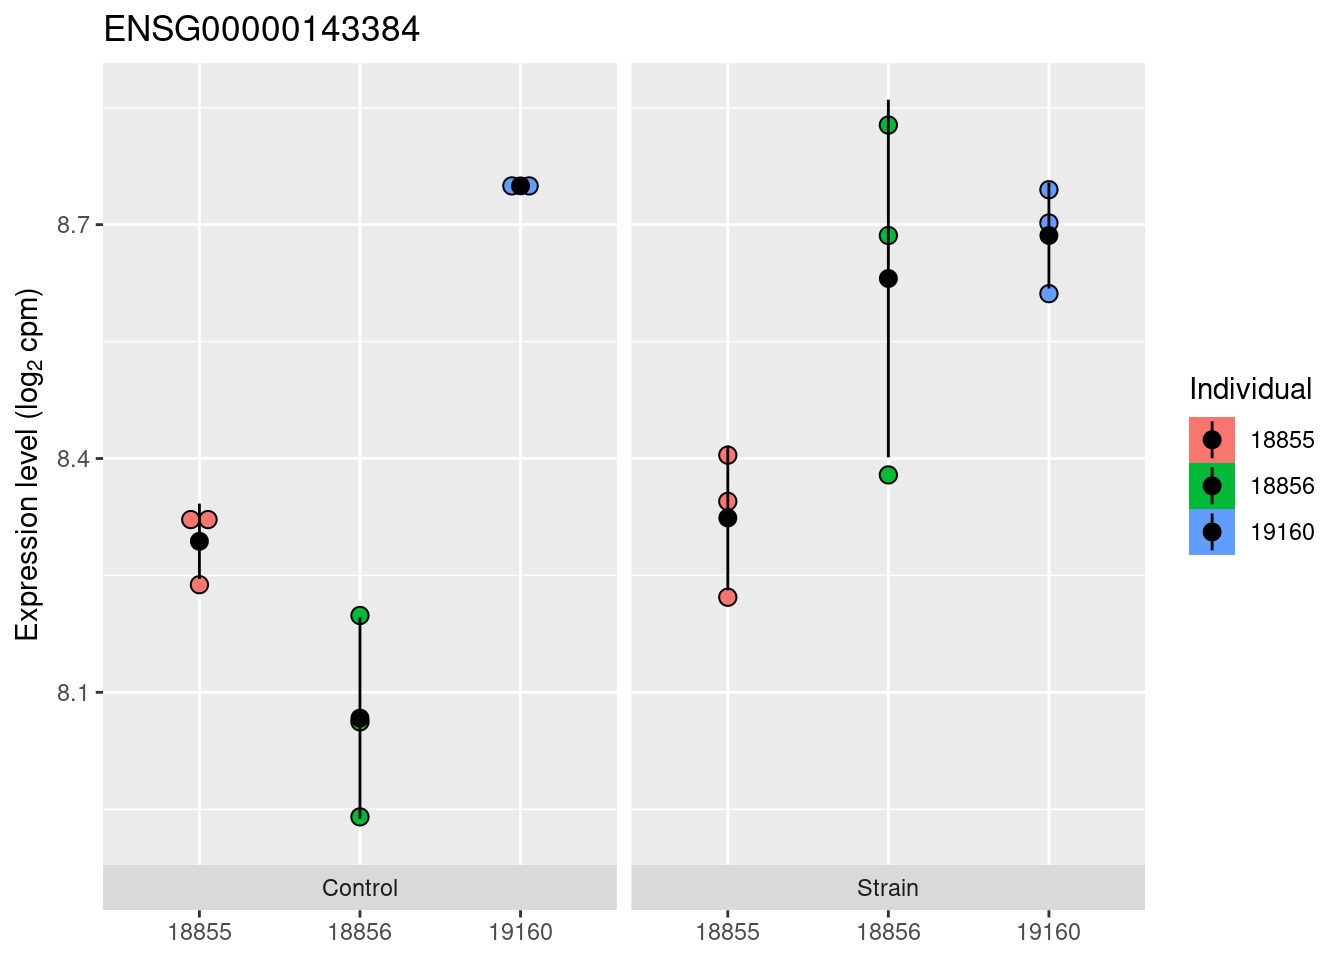 ENSG00000143384
Expression level (log₂ cpm)
8.7
8.4
8.1
Control
Strain
18855
18856
19160
18855
18856
19160
Individual
18855
18856
19160